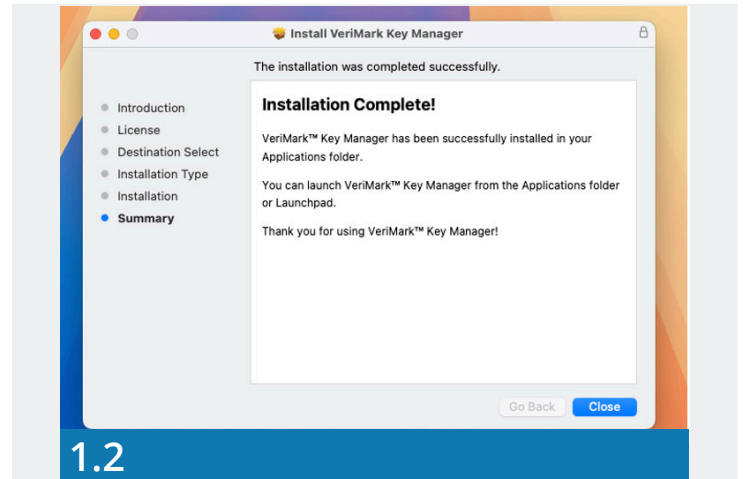 Install VeriMark Key Manager
The installation was completed successfully.
Introduction
License
Destination Select
Installation Type
Installation
Summary
Installation Complete!
VeriMark™ Key Manager has been successfully installed in your
Applications folder.
You can launch VeriMark™ Key Manager from the Applications folder
or Launchpad.
Thank you for using VeriMark™ Key Manager!
Go Back
Close
1.2